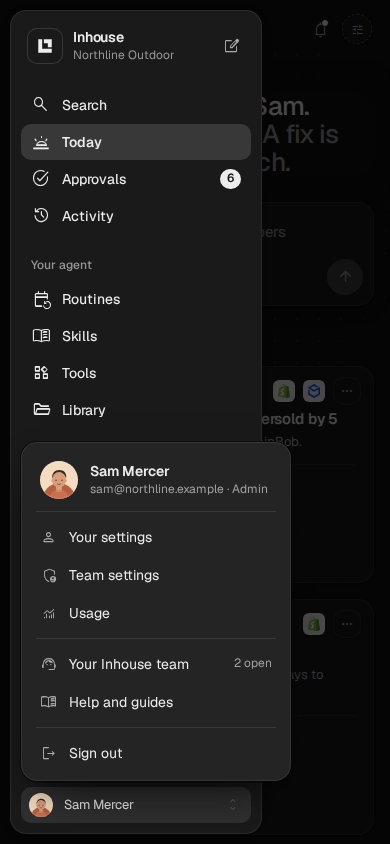 Inhouse
Northline Outdoor
Sam.
Search
A fix is
Today
ch.
Approvals 6
Activity
Your agent
Routines
Skills
Tools
Library
sold by 5
Rob.
Sam Mercer
sam@northline.example · Admin
Your settings
Team settings
Usage
Your Inhouse team 2 open
ays to
Help and guides
Sign out
Sam Mercer